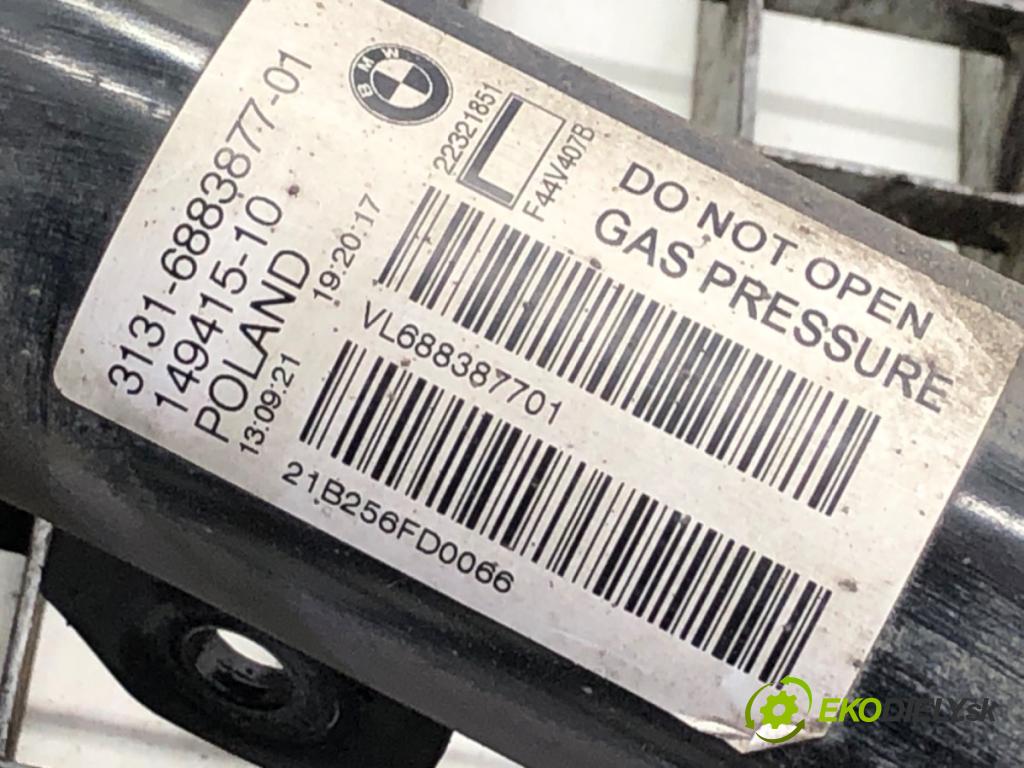 BMW
3131-6883877-01
149415-10
POLAND
13:09:21 19:20:17
22321851
F44V407B
DO NOT OPEN
GAS PRESSURE
VL688387701
21B256FD0066
EKODIELY.sk